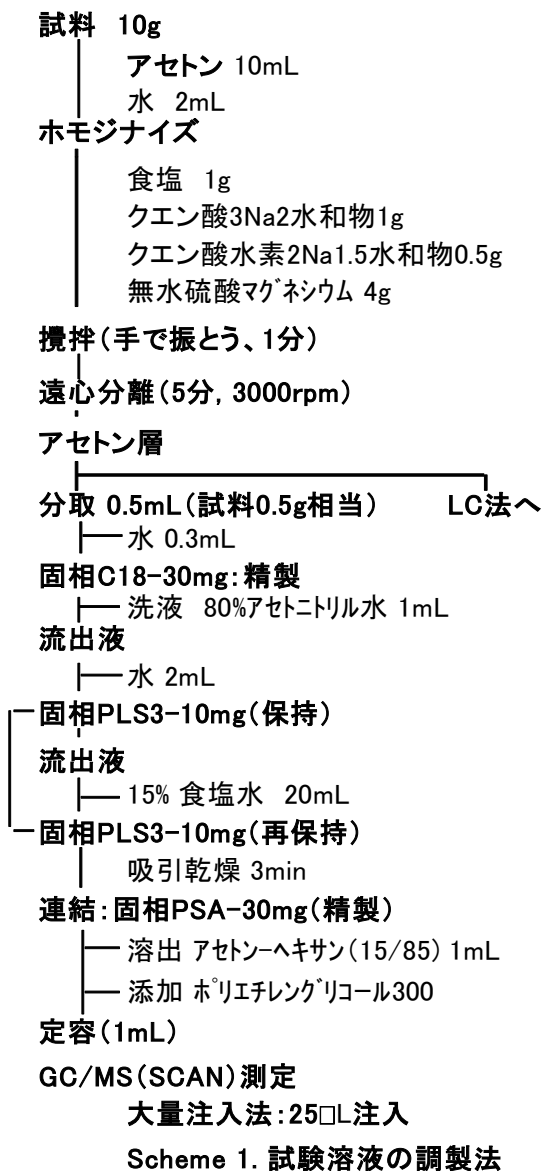 試料 10g
アセトン 10mL
水 2mL
ホモジナイズ
食塩 1g
クエン酸3Na2水和物1g
クエン酸水素2Na1.5水和物0.5g
無水硫酸ﾏｸﾞﾈｼｳﾑ 4g
攪拌(手で振とう、1分)
遠心分離(5分, 3000rpm)
アセトン層
分取 0.5mL(試料0.5g相当) LC法へ
水 0.3mL
固相C18-30mg:精製
洗液 80%ｱｾﾄﾆﾄﾘﾙ水 1mL
流出液
水 2mL
固相PLS3-10mg(保持)
流出液
15% 食塩水 20mL
固相PLS3-10mg(再保持)
吸引乾燥 3min
連結:固相PSA-30mg(精製)
溶出 ｱｾﾄﾝ-ﾍｷｻﾝ(15/85) 1mL
添加 ﾎﾟﾘｴﾁﾚﾝｸﾞﾘｺｰﾙ300
定容(1mL)
GC/MS(SCAN)測定
大量注入法:25□L注入
Scheme 1. 試験溶液の調製法